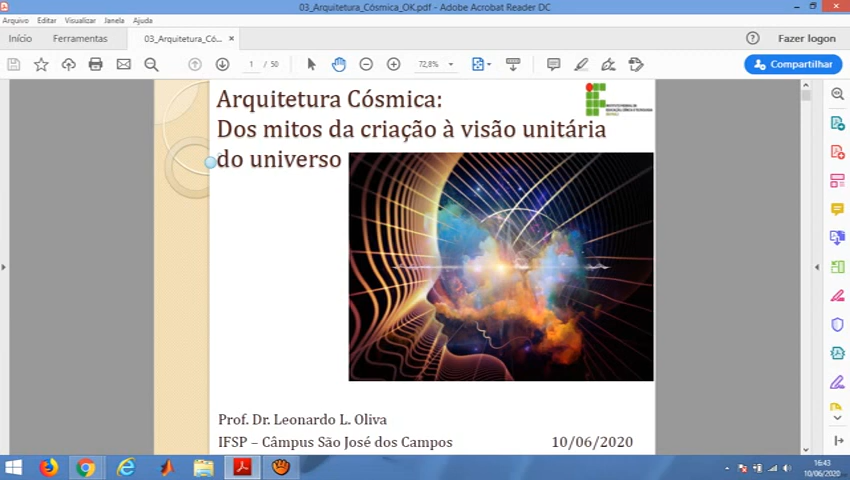 03_Arquitetura_Cósmica_OK.pdf - Adobe Acrobat Reader DC
Arquivo Editar Visualizar Janela Ajuda
Início Ferramentas 03_Arquitetura_Có... × Fazer logon
1 / 50 72,8% Compartilhar
Arquitetura Cósmica:
Dos mitos da criação à visão unitária
do universo
Prof. Dr. Leonardo L. Oliva
IFSP – Câmpus São José dos Campos 10/06/2020
16:43
10/06/2020